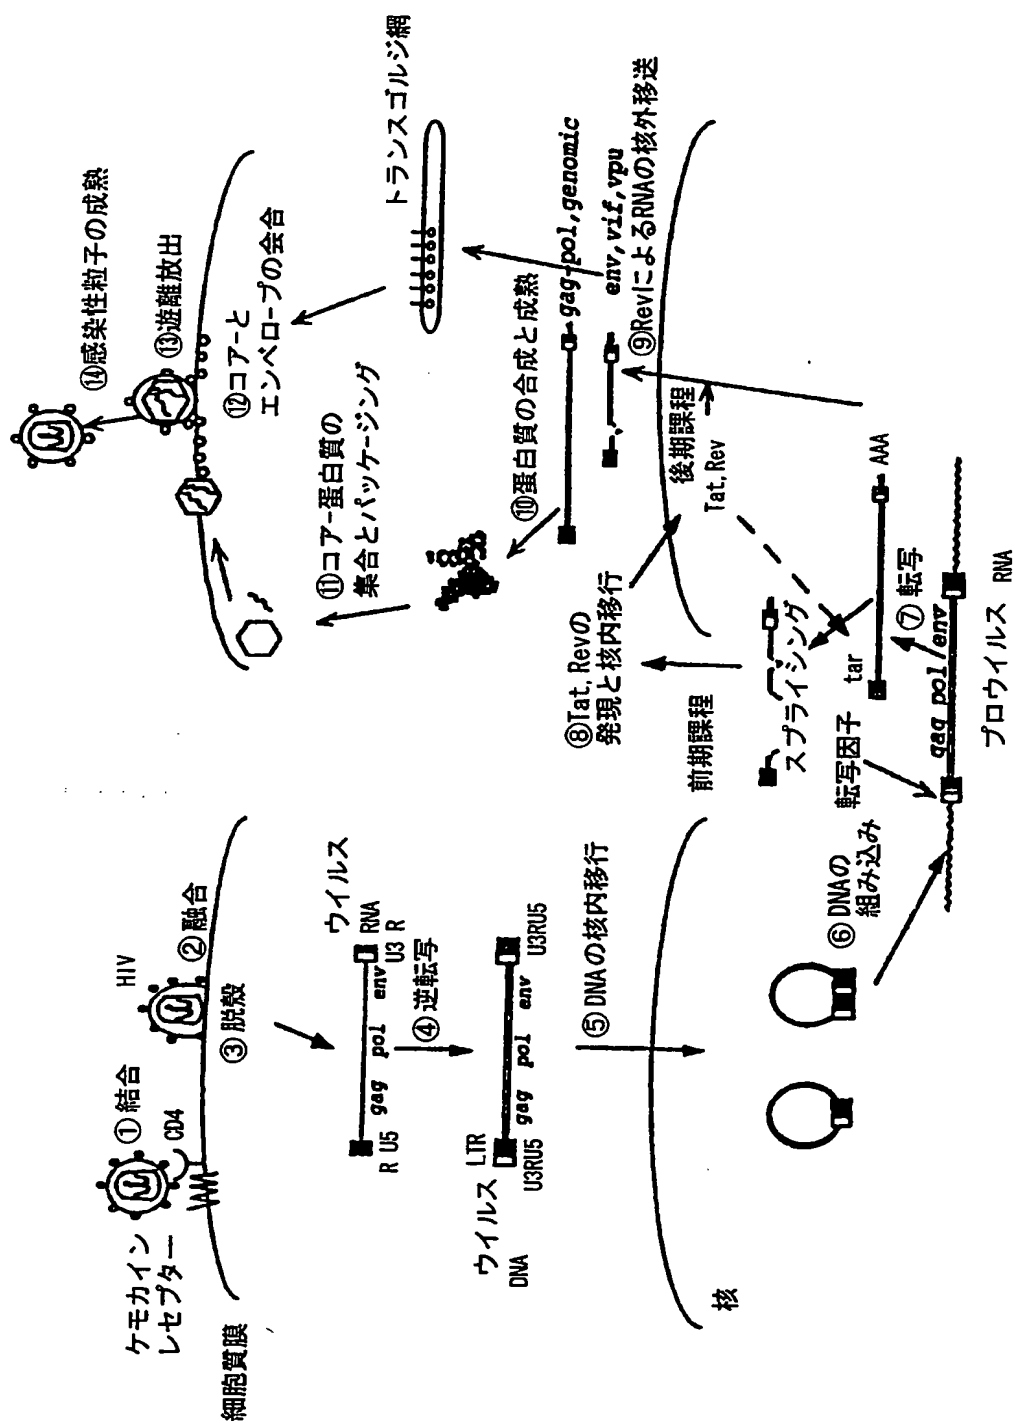 ケモカイン
レセプター
①結合
CD4
HIV
②融合
細胞質膜
③脱殻
ウイルス
RNA
gag pol env
R U5
U3 R
④逆転写
ウイルス
DNA
LTR
gag pol env
U3RU5
U3RU5
⑤DNAの核内移行
核
⑥DNAの
組み込み
転写因子
gag pol/env
プロウイルス
RNA
⑦転写
tar
AAA
スプライシング
前期課程
⑧Tat,Revの
発現と核内移行
後期課程
Tat,Rev
⑨RevによるRNAの核外移送
env,vif,vpu
gag-pol,genomic
⑩蛋白質の合成と成熟
トランスゴルジ網
⑪コアー蛋白質の
集合とパッケージング
⑫コアーと
エンベロープの会合
⑬遊離放出
⑭感染性粒子の成熟